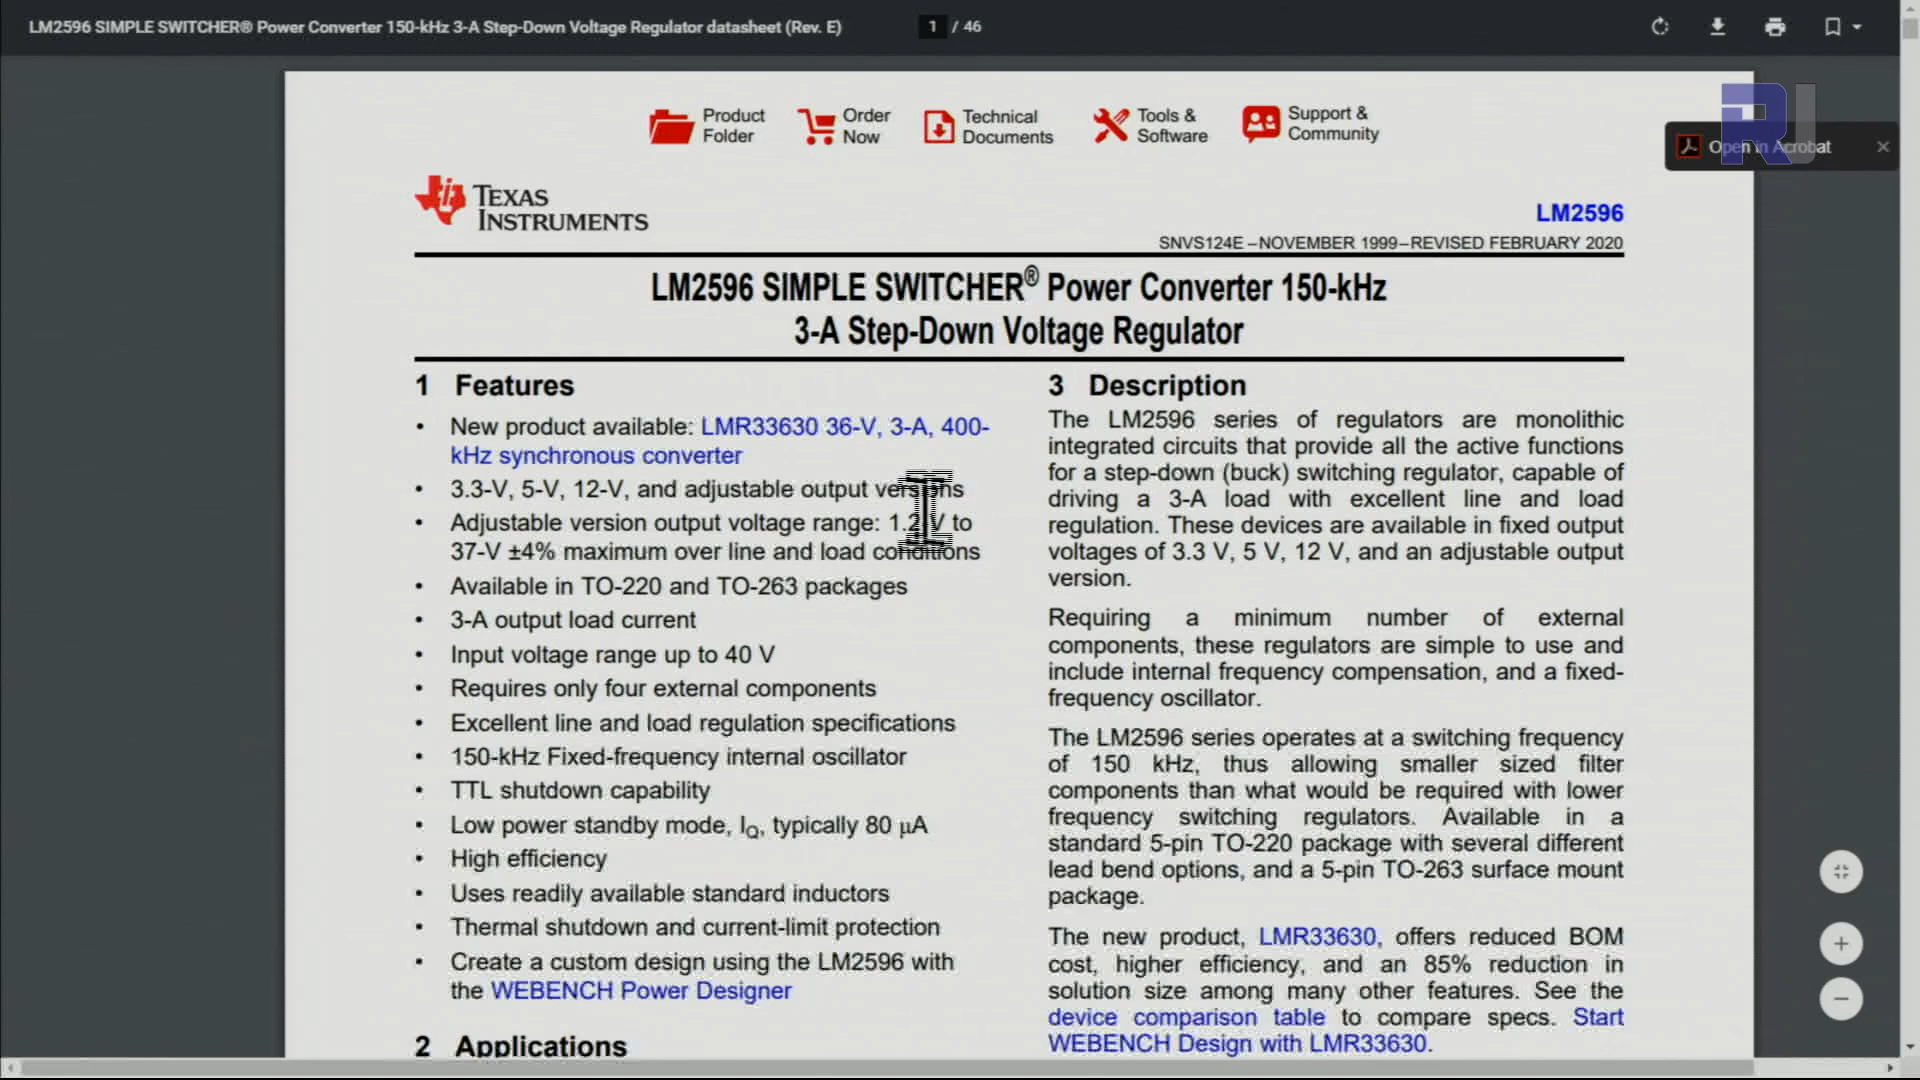 LM2596 SIMPLE SWITCHER® Power Converter 150-kHz 3-A Step-Down Voltage Regulator datasheet (Rev. E)
1 / 46
Product Folder
Order Now
Technical Documents
Tools & Software
Support & Community
RJ
Open in Acrobat
TEXAS
INSTRUMENTS
LM2596
SNVS124E –NOVEMBER 1999–REVISED FEBRUARY 2020
LM2596 SIMPLE SWITCHER® Power Converter 150-kHz
3-A Step-Down Voltage Regulator
1 Features
• New product available: LMR33630 36-V, 3-A, 400-
kHz synchronous converter
• 3.3-V, 5-V, 12-V, and adjustable output versions
• Adjustable version output voltage range: 1.2-V to
37-V ±4% maximum over line and load conditions
• Available in TO-220 and TO-263 packages
• 3-A output load current
• Input voltage range up to 40 V
• Requires only four external components
• Excellent line and load regulation specifications
• 150-kHz Fixed-frequency internal oscillator
• TTL shutdown capability
• Low power standby mode, IQ, typically 80 μA
• High efficiency
• Uses readily available standard inductors
• Thermal shutdown and current-limit protection
• Create a custom design using the LM2596 with
the WEBENCH Power Designer
2 Applications
3 Description
The LM2596 series of regulators are monolithic
integrated circuits that provide all the active functions
for a step-down (buck) switching regulator, capable of
driving a 3-A load with excellent line and load
regulation. These devices are available in fixed output
voltages of 3.3 V, 5 V, 12 V, and an adjustable output
version.
Requiring a minimum number of external
components, these regulators are simple to use and
include internal frequency compensation, and a fixed-
frequency oscillator.
The LM2596 series operates at a switching frequency
of 150 kHz, thus allowing smaller sized filter
components than what would be required with lower
frequency switching regulators. Available in a
standard 5-pin TO-220 package with several different
lead bend options, and a 5-pin TO-263 surface mount
package.
The new product, LMR33630, offers reduced BOM
cost, higher efficiency, and an 85% reduction in
solution size among many other features. See the
device comparison table to compare specs. Start
WEBENCH Design with LMR33630.